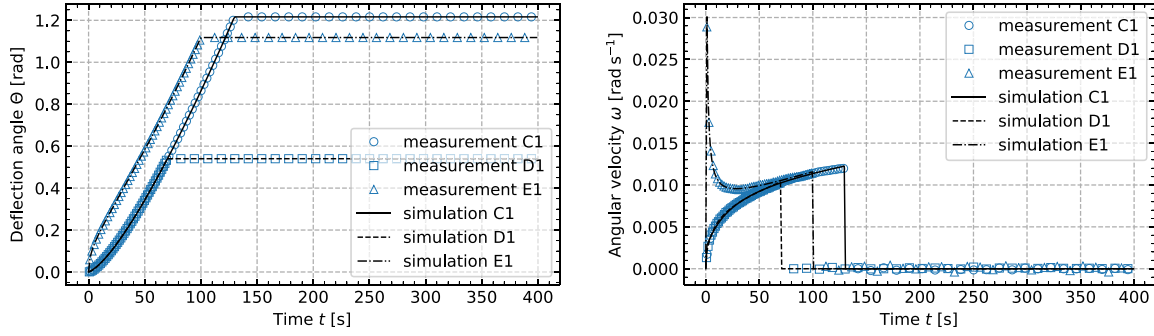 1.2
1.0
0.8
0.6
0.4
0.2
0.0
Deflection angle Θ [rad]
measurement C1
measurement D1
measurement E1
simulation C1
simulation D1
simulation E1
0 50 100 150 200 250 300 350 400
Time t [s]
0.030
0.025
0.020
0.015
0.010
0.005
0.000
Angular velocity ω [rad s⁻¹]
measurement C1
measurement D1
measurement E1
simulation C1
simulation D1
simulation E1
0 50 100 150 200 250 300 350 400
Time t [s]